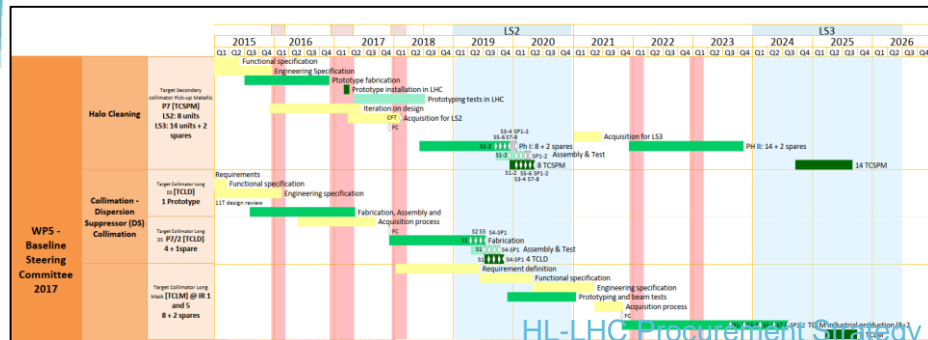 LS2 LS3
2015 2016 2017 2018 2019 2020 2021 2022 2023 2024 2025 2026
Q1 Q2 Q3 Q4 Q1 Q2 Q3 Q4 Q1 Q2 Q3 Q4 Q1 Q2 Q3 Q4 Q1 Q2 Q3 Q4 Q1 Q2 Q3 Q4 Q1 Q2 Q3 Q4 Q1 Q2 Q3 Q4 Q1 Q2 Q3 Q4 Q1 Q2 Q3 Q4 Q1 Q2 Q3 Q4 Q1 Q2 Q3 Q4
WP5 -
Baseline
Steering
Committee
2017
Halo Cleaning
Target Secondary
collimator Pick-up Metallic
P7 [TCSPM]
LS2: 8 units
LS3: 14 units + 2
spares
Functional specification
Engineering Specification
Ptototype fabrication
Prototype installation in LHC
Prototyping tests in LHC
Iteration on design
CFT Acquisition for LS2
FC
Acquisition for LS3
S3-4 SP1-2
S5-6 S7-8
S1-2 Ph I: 8 + 2 spares
PH II: 14 + 2 spares
S1-2 SP1-2 Assembly & Test
8 TCSPM
14 TCSPM
S1-2 S5-6 SP1-2
S3-4 S7-8
Collimation -
Dispersion
Suppressor (DS)
Collimation
Target Collimator Long
DS [TCLD]
1 Prototype
Requirements
Functional specification
Engineering specification
11T design review
Fabrication, Assembly and
Acquisition process
Target Collimator Long
DS P7/2 [TCLD]
4 + 1spare
FC
S2 S3 S4-SP1
S1 Fabrication
S1 S4-SP1 Assembly & Test
S1 S4-SP1 4 TCLD
Target Collimator Long
Mask [TCLM] @ IR 1
and 5
8 + 2 spares
Requirement definition
Functional specification
Engineering specification
Prototyping and beam tests
Acquisition process
FC
HL-LHC Procurement Strategy